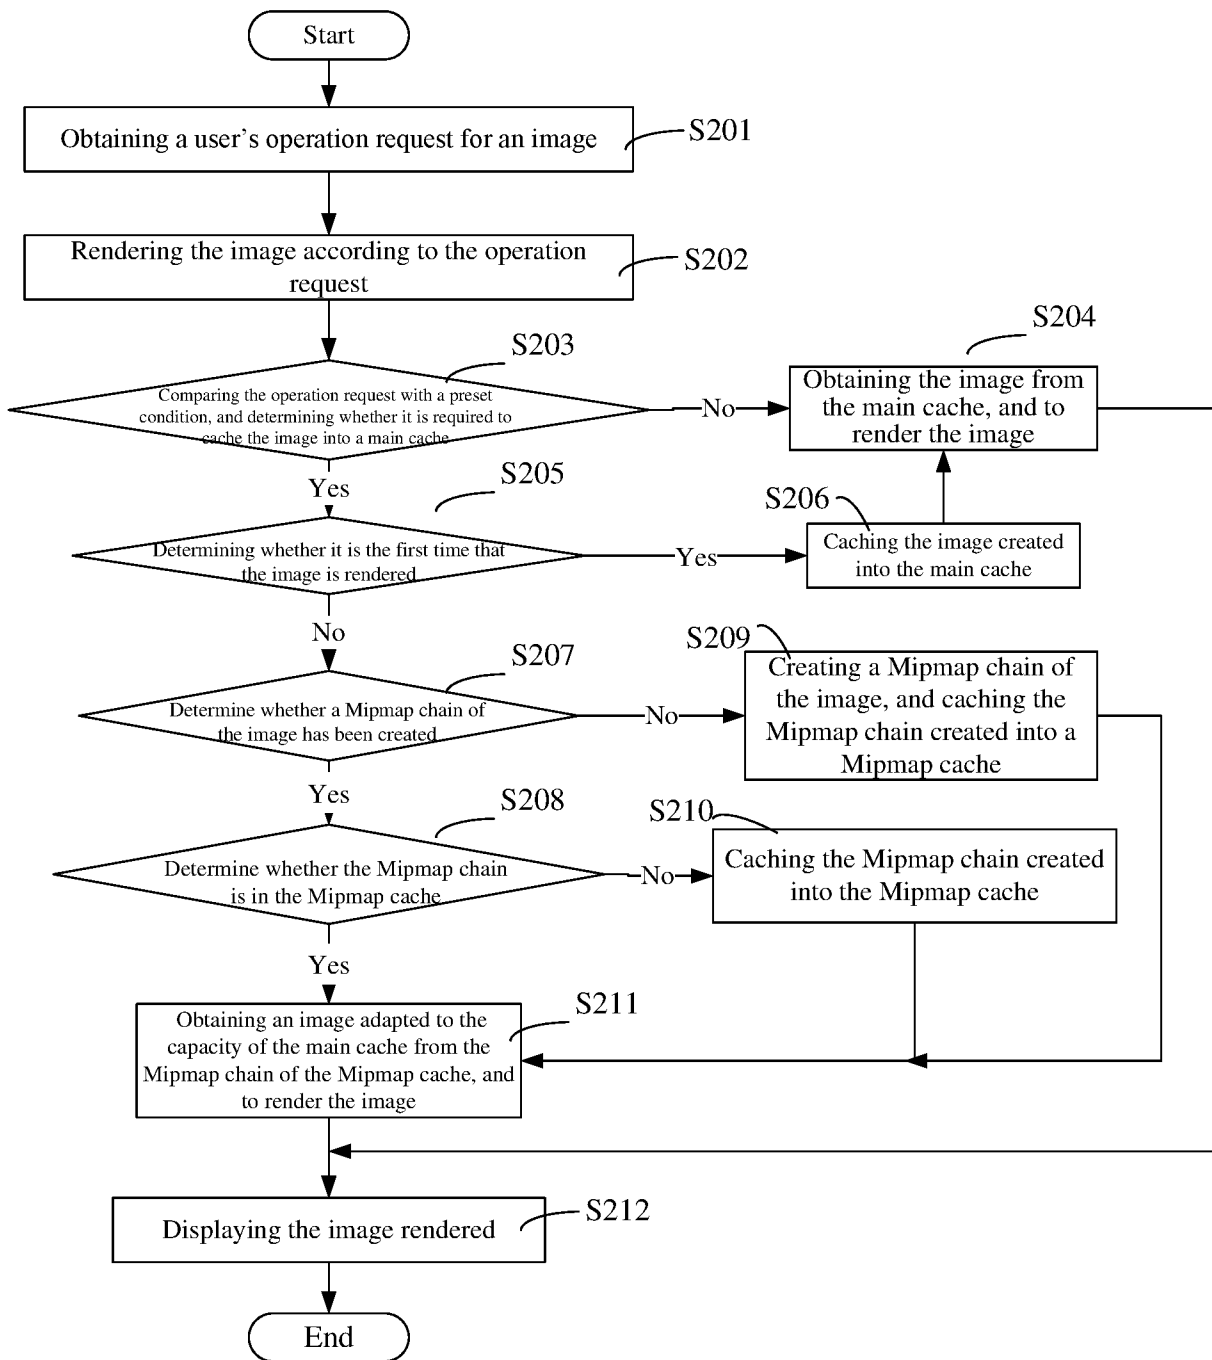 Start
Obtaining a user's operation request for an image
S201
Rendering the image according to the operation
request
S202
S203
Comparing the operation request with a preset
condition, and determining whether it is required to
cache the image into a main cache
No
S204
Obtaining the image from
the main cache, and to
render the image
Yes
S205
Determining whether it is the first time that
the image is rendered
Yes
S206
Caching the image created
into the main cache
No
S207
Determine whether a Mipmap chain of
the image has been created
No
S209
Creating a Mipmap chain of
the image, and caching the
Mipmap chain created into a
Mipmap cache
Yes
S208
Determine whether the Mipmap chain
is in the Mipmap cache
No
S210
Caching the Mipmap chain created
into the Mipmap cache
Yes
S211
Obtaining an image adapted to the
capacity of the main cache from the
Mipmap chain of the Mipmap cache, and
to render the image
Displaying the image rendered
S212
End